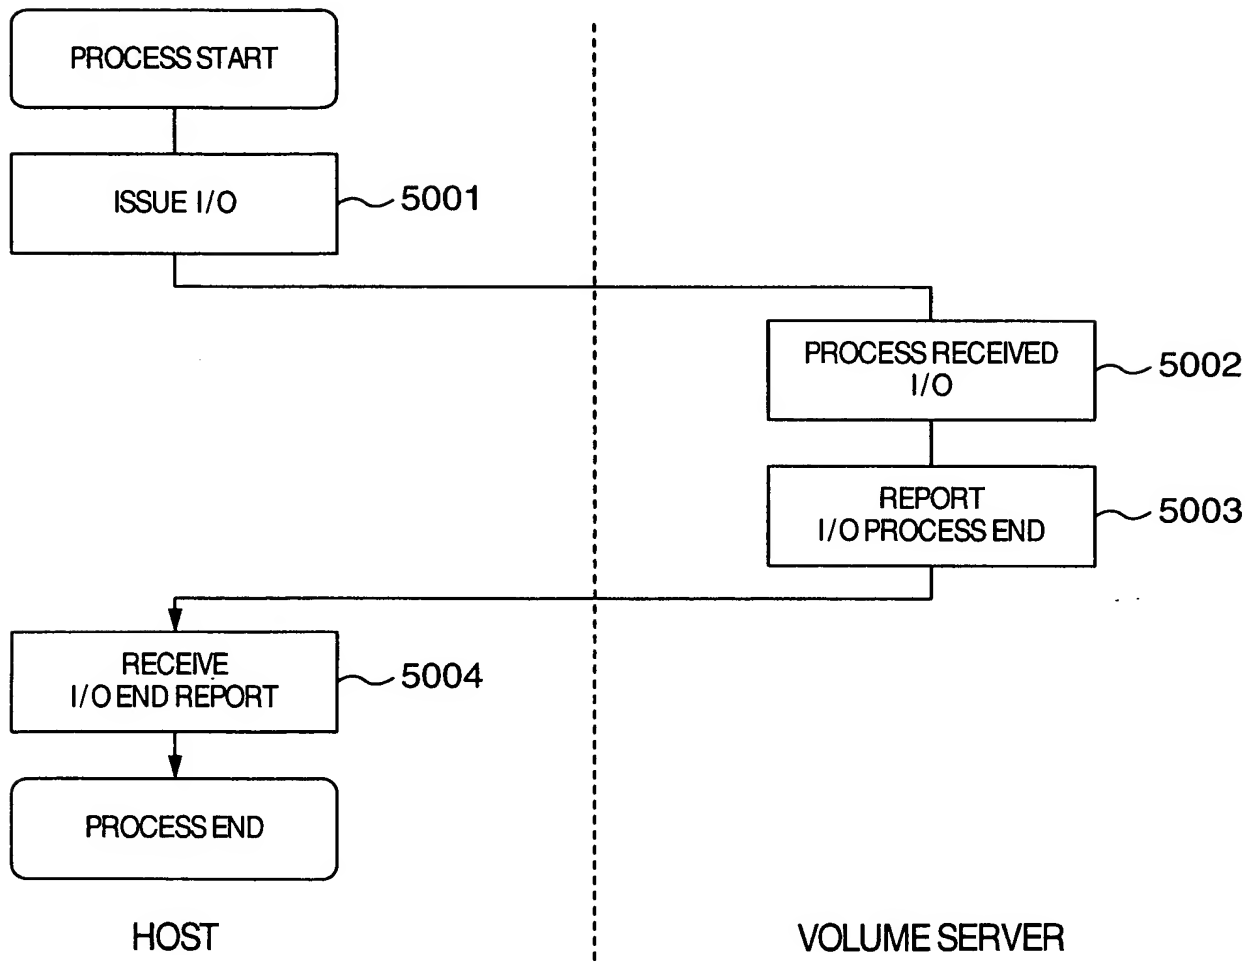 PROCESS START
ISSUE I/O
5001
PROCESS RECEIVED
I/O
5002
REPORT
I/O PROCESS END
5003
RECEIVE
I/O END REPORT
5004
PROCESS END
HOST
VOLUME SERVER